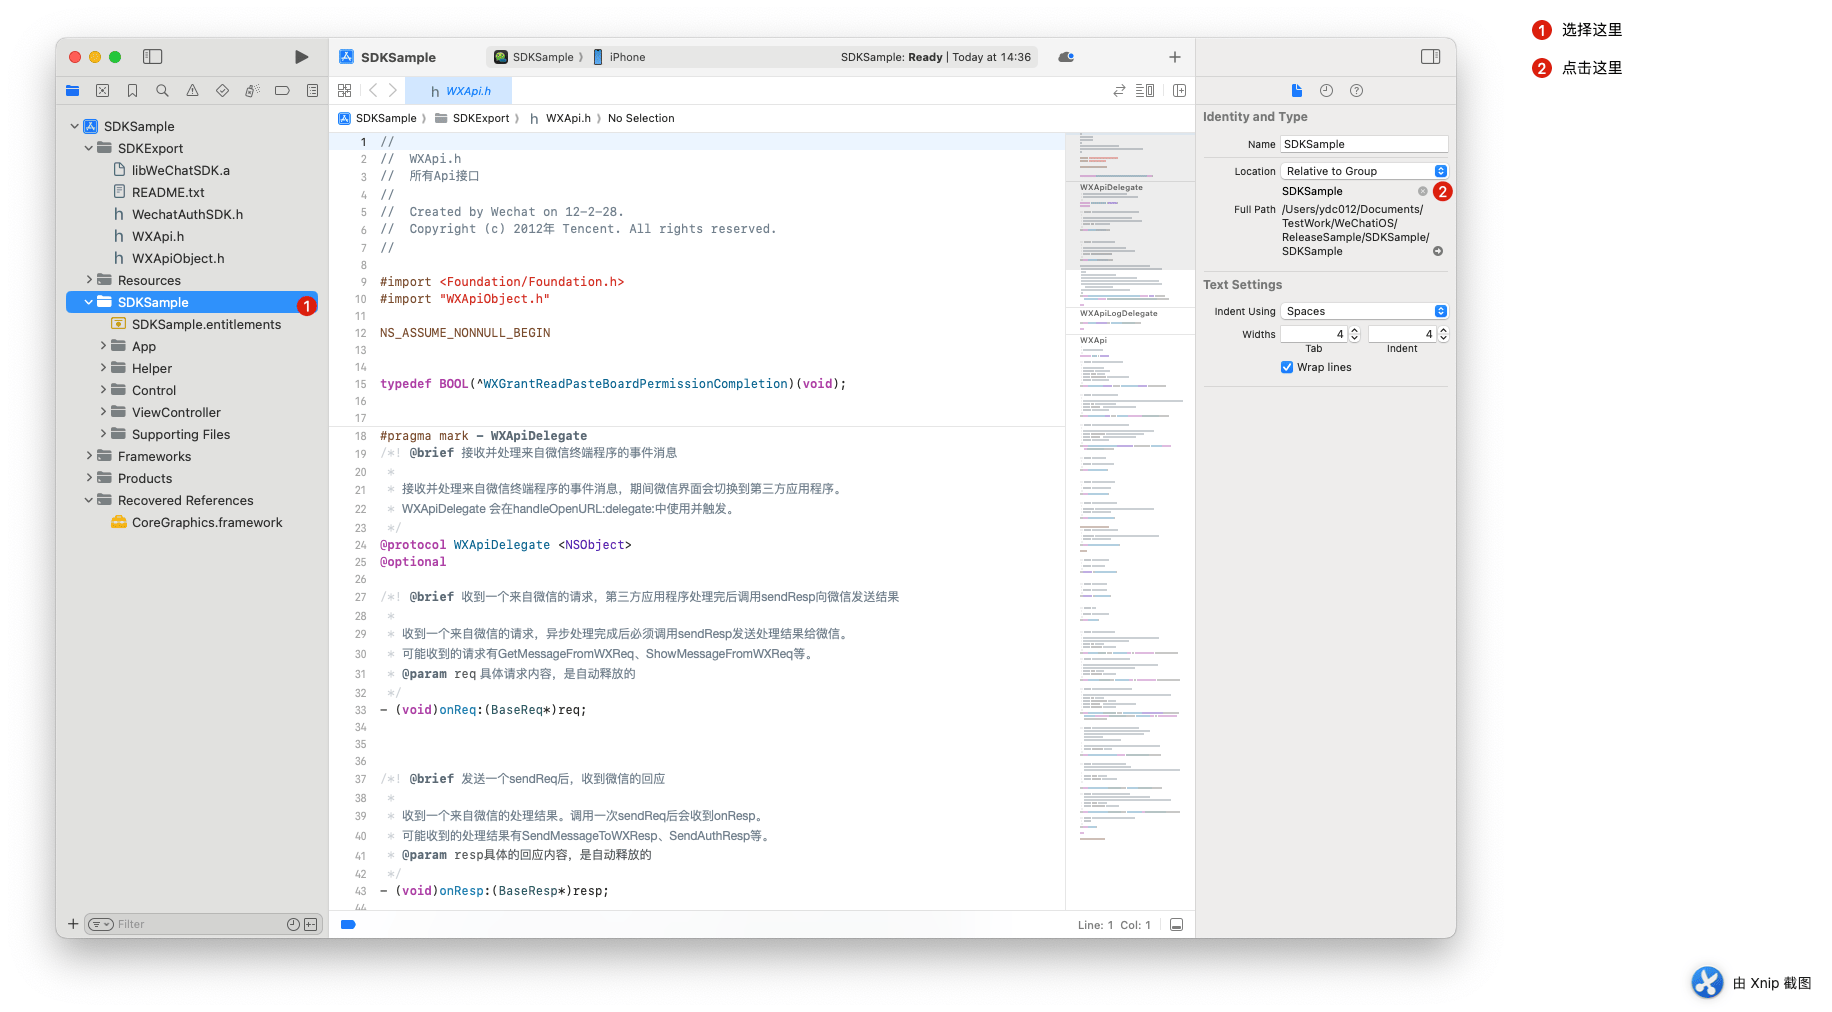 1 选择这里
2 点击这里
SDKSample
SDKSample 〉 iPhone
SDKSample: Ready | Today at 14:36
h WXApi.h
SDKSample 〉 SDKExport 〉 h WXApi.h 〉 No Selection
SDKSample
SDKExport
libWeChatSDK.a
README.txt
h WechatAuthSDK.h
h WXApi.h
h WXApiObject.h
Resources
SDKSample 1
SDKSample.entitlements
App
Helper
Control
ViewController
Supporting Files
Frameworks
Products
Recovered References
CoreGraphics.framework
Filter
1 //
2 //  WXApi.h
3 //  所有Api接口
4 //
5 //  Created by Wechat on 12-2-28.
6 //  Copyright (c) 2012年 Tencent. All rights reserved.
7 //
8
9 #import <Foundation/Foundation.h>
10 #import "WXApiObject.h"
11
12 NS_ASSUME_NONNULL_BEGIN
13
14
15 typedef BOOL(^WXGrantReadPasteBoardPermissionCompletion)(void);
16
17
18 #pragma mark - WXApiDelegate
19 /*! @brief 接收并处理来自微信终端程序的事件消息
20  *
21  * 接收并处理来自微信终端程序的事件消息，期间微信界面会切换到第三方应用程序。
22  * WXApiDelegate 会在handleOpenURL:delegate:中使用并触发。
23  */
24 @protocol WXApiDelegate <NSObject>
25 @optional
26
27 /*! @brief 收到一个来自微信的请求，第三方应用程序处理完后调用sendResp向微信发送结果
28  *
29  * 收到一个来自微信的请求，异步处理完成后必须调用sendResp发送处理结果给微信。
30  * 可能收到的请求有GetMessageFromWXReq、ShowMessageFromWXReq等。
31  * @param req 具体请求内容，是自动释放的
32  */
33 - (void)onReq:(BaseReq*)req;
34
35
36
37 /*! @brief 发送一个sendReq后，收到微信的回应
38  *
39  * 收到一个来自微信的处理结果。调用一次sendReq后会收到onResp。
40  * 可能收到的处理结果有SendMessageToWXResp、SendAuthResp等。
41  * @param resp具体的回应内容，是自动释放的
42  */
43 - (void)onResp:(BaseResp*)resp;
44
WXApiDelegate
WXApiLogDelegate
WXApi
Line: 1 Col: 1
Identity and Type
Name SDKSample
Location Relative to Group
SDKSample 2
Full Path /Users/ydc012/Documents/
TestWork/WeChatiOS/
ReleaseSample/SDKSample/
SDKSample
Text Settings
Indent Using Spaces
Widths 4 4
Tab Indent
Wrap lines
由 Xnip 截图